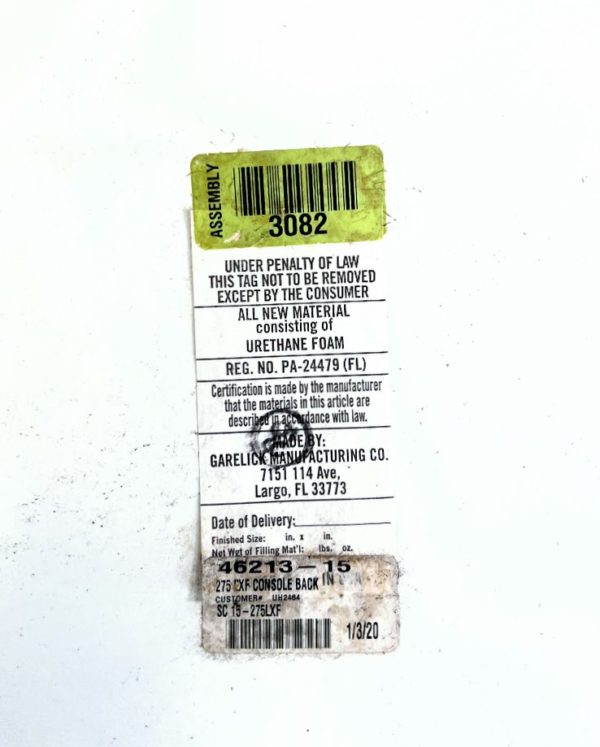 ASSEMBLY
3082
UNDER PENALTY OF LAW
THIS TAG NOT TO BE REMOVED
EXCEPT BY THE CONSUMER
ALL NEW MATERIAL
consisting of
URETHANE FOAM
REG. NO. PA-24479 (FL)
Certification is made by the manufacturer
that the materials in this article are
described in accordance with law.
MADE BY:
GARELICK MANUFACTURING CO.
7151 114 Ave,
Largo, FL 33773
Date of Delivery:
Finished Size: in. x in.
Net Wgt of Filling Mat'l: lbs. oz.
46213-15
275 LXF CONSOLE BACK IN
CUSTOMER# UH2484
SC 15-275LXF
1/3/20